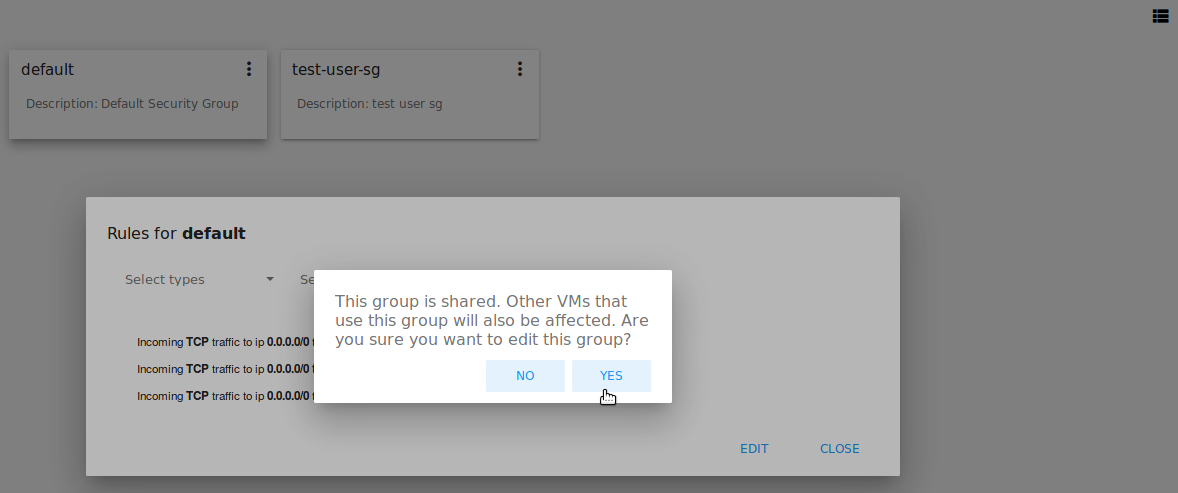 default
Description: Default Security Group
test-user-sg
Description: test user sg
Rules for default
Select types
This group is shared. Other VMs that
use this group will also be affected. Are
you sure you want to edit this group?
NO
YES
Incoming TCP traffic to ip 0.0.0.0/0
Incoming TCP traffic to ip 0.0.0.0/0
Incoming TCP traffic to ip 0.0.0.0/0
EDIT
CLOSE